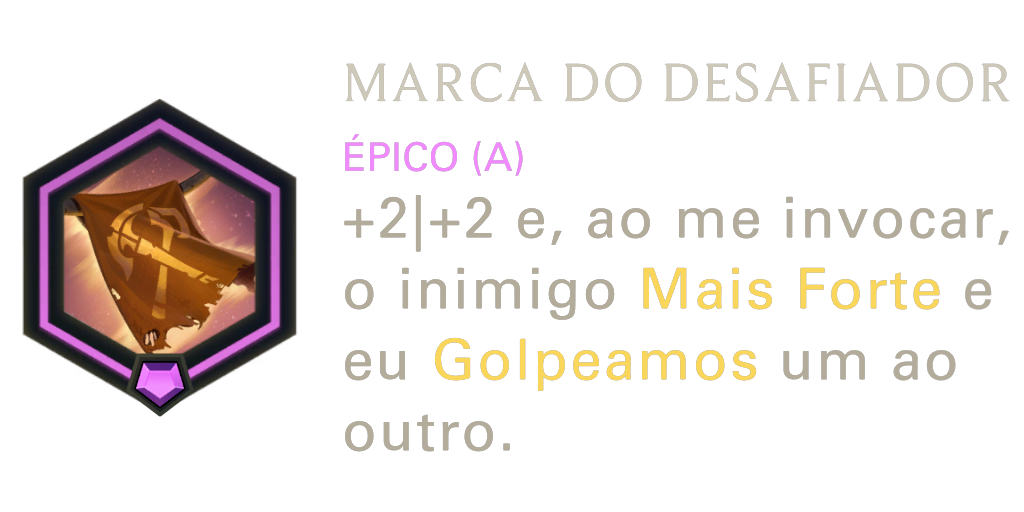 MARCA DO DESAFIADOR
ÉPICO (A)
+2|+2 e, ao me invocar,
o inimigo Mais Forte e
eu Golpeamos um ao
outro.